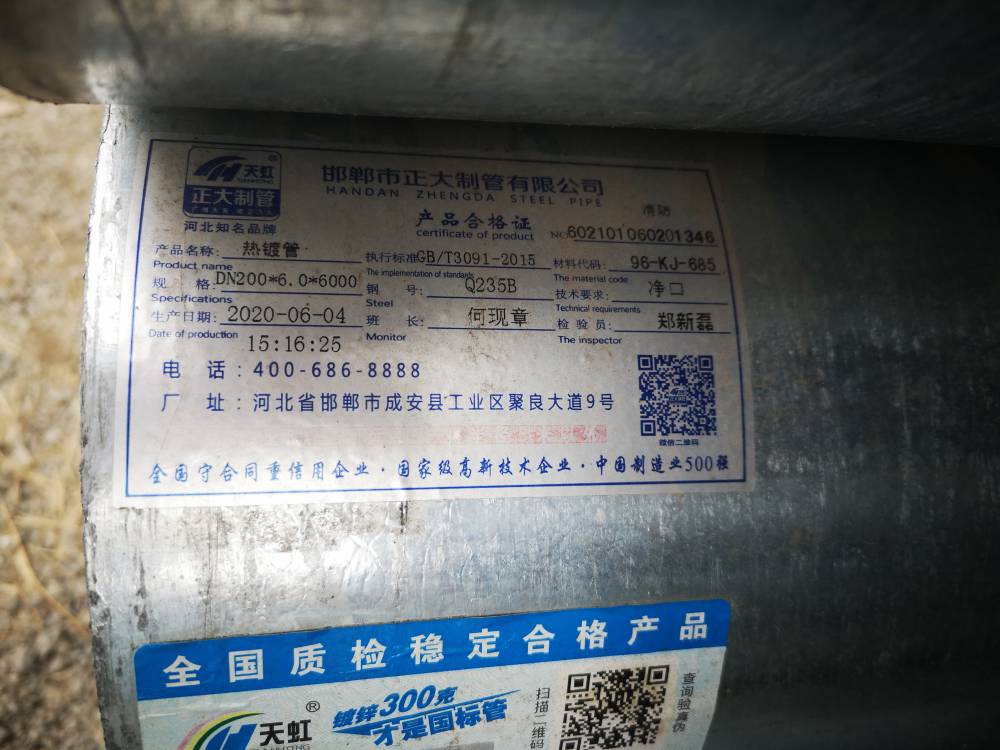 天虹
TIANHONG
正大制管
河北知名品牌
邯郸市正大制管有限公司
HANDAN ZHENGDA STEEL PIPE
产品合格证
certificate of product
消防
NO.602101060201346
产品名称: 热镀管
Product name
执行标准 GB/T3091-2015
The implementation of standards
材料代码: 96-KJ-685
The material code
规 格: DN200*6.0*6000
Specifications
钢 号: Q235B
Steel
技术要求: 净口
Technical requirements
生产日期: 2020-06-04
Date of production
15:16:25
班 长: 何现章
Monitor
检验员: 郑新磊
The inspector
电 话: 400-686-8888
厂 址: 河北省邯郸市成安县工业区聚良大道9号
微信二维码
全国守合同重信用企业·国家级高新技术企业·中国制造业500强
全国质检稳定合格产品
天虹®
TIANHONG
镀锌300克
才是国标管
扫描二维码
查询验真伪